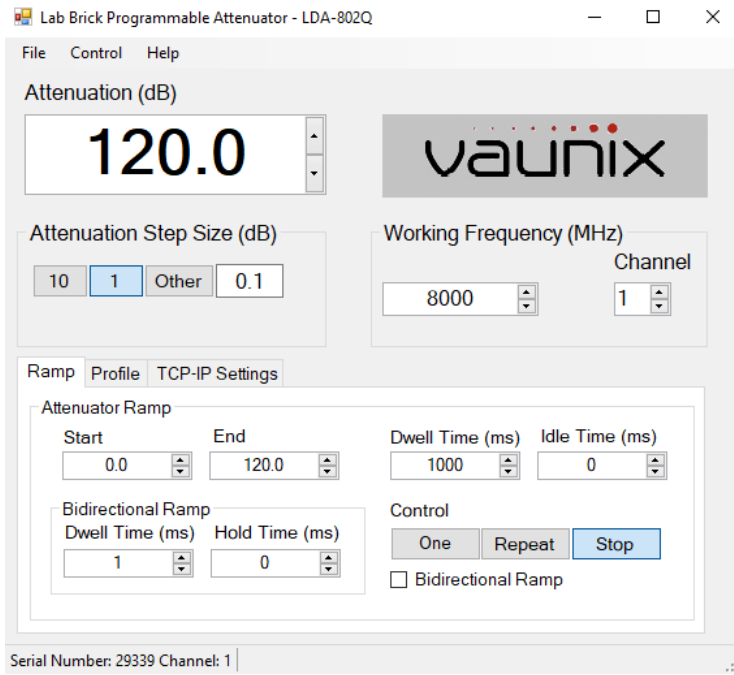 Lab Brick Programmable Attenuator - LDA-802Q
File Control Help
Attenuation (dB)
120.0
vaunix
Attenuation Step Size (dB)
10 1 Other 0.1
Working Frequency (MHz)
Channel
8000 1
Ramp Profile TCP-IP Settings
Attenuator Ramp
Start End Dwell Time (ms) Idle Time (ms)
0.0 120.0 1000 0
Bidirectional Ramp
Dwell Time (ms) Hold Time (ms)
1 0
Control
One Repeat Stop
Bidirectional Ramp
Serial Number: 29339 Channel: 1